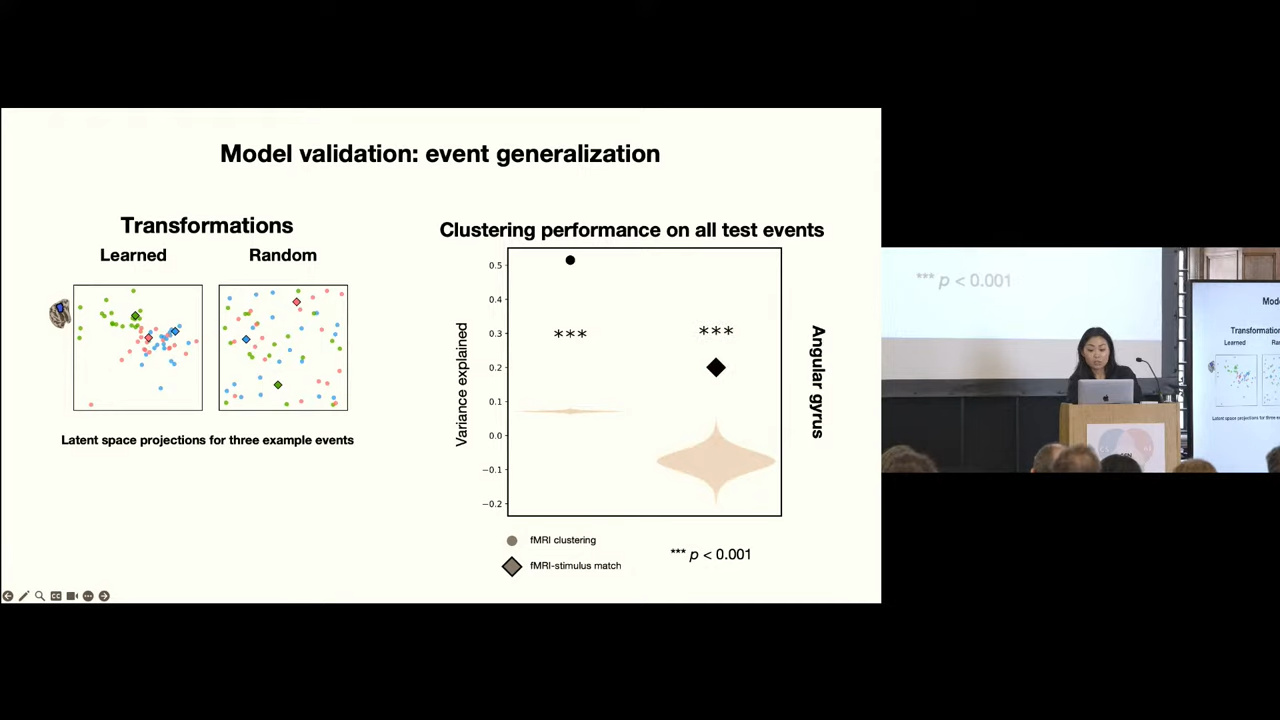 Model validation: event generalization
Transformations
Learned
Random
Latent space projections for three example events
Clustering performance on all test events
Variance explained
0.5
0.4
0.3
0.2
0.1
0.0
−0.1
−0.2
***
***
Angular gyrus
fMRI clustering
fMRI-stimulus match
*** p < 0.001
*** p < 0.001
Learned